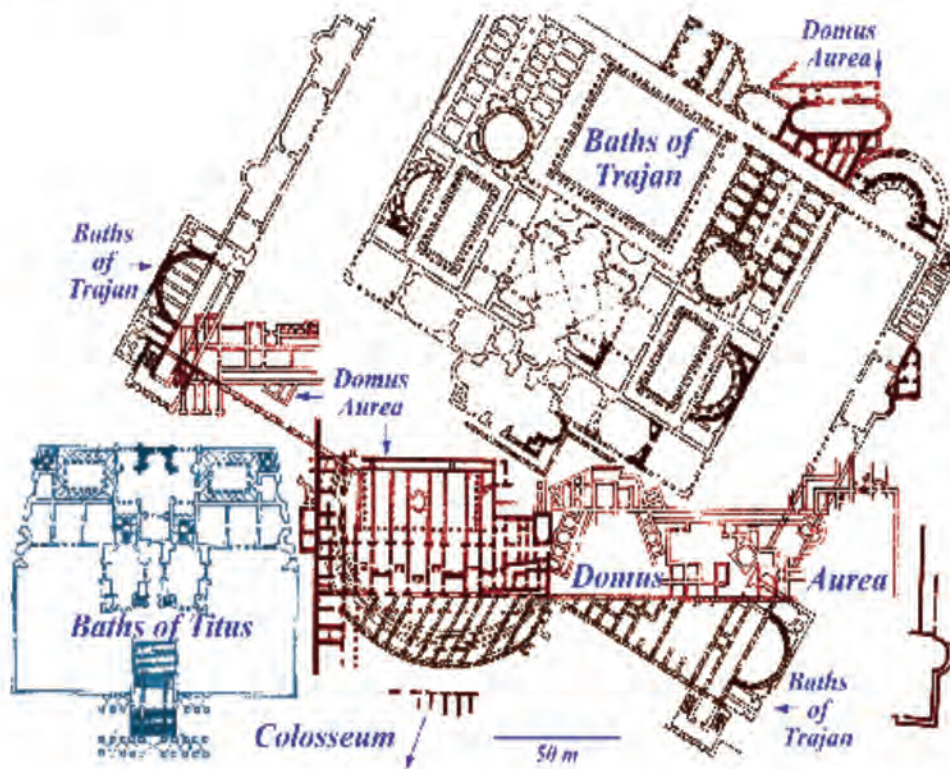 Domus
Aurea
Baths of
Trajan
Baths
of
Trajan
Domus
Aurea
Domus
Aurea
Baths of Titus
Baths
of
Trajan
Colosseum
50 m